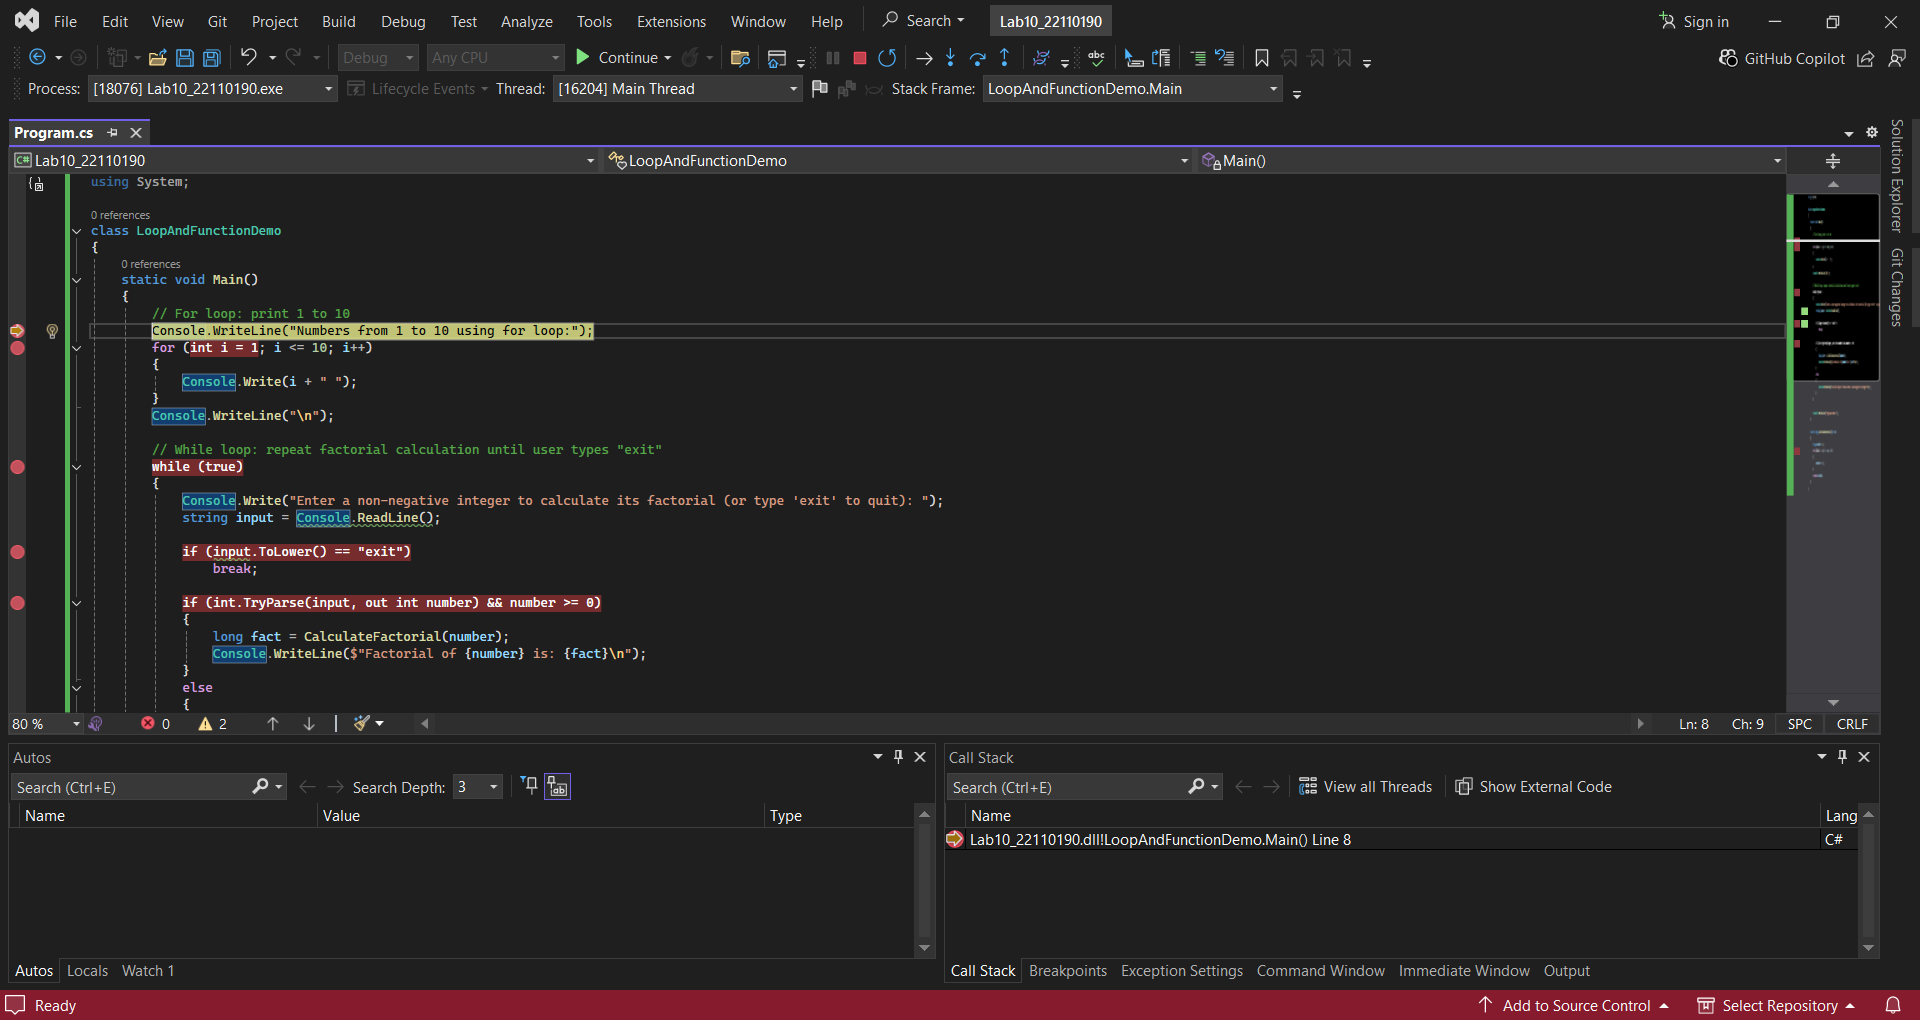 File Edit View Git Project Build Debug Test Analyze Tools Extensions Window Help Search Lab10_22110190 Sign in
Debug Any CPU Continue abc GitHub Copilot
Process: [18076] Lab10_22110190.exe Lifecycle Events Thread: [16204] Main Thread Stack Frame: LoopAndFunctionDemo.Main
Program.cs
C# Lab10_22110190 LoopAndFunctionDemo Main()
using System;
0 references
class LoopAndFunctionDemo
{
0 references
static void Main()
{
// For loop: print 1 to 10
Console.WriteLine("Numbers from 1 to 10 using for loop:");
for (int i = 1; i <= 10; i++)
{
Console.Write(i + " ");
}
Console.WriteLine("\n");
// While loop: repeat factorial calculation until user types "exit"
while (true)
{
Console.Write("Enter a non-negative integer to calculate its factorial (or type 'exit' to quit): ");
string input = Console.ReadLine();
if (input.ToLower() == "exit")
break;
if (int.TryParse(input, out int number) && number >= 0)
{
long fact = CalculateFactorial(number);
Console.WriteLine($"Factorial of {number} is: {fact}\n");
}
else
{
Solution Explorer
Git Changes
80 % 0 2 Ln: 8 Ch: 9 SPC CRLF
Autos
Search (Ctrl+E) Search Depth: 3
Name Value Type
Autos Locals Watch 1
Call Stack
Search (Ctrl+E) View all Threads Show External Code
Name Lang
Lab10_22110190.dll!LoopAndFunctionDemo.Main() Line 8 C#
Call Stack Breakpoints Exception Settings Command Window Immediate Window Output
Ready Add to Source Control Select Repository